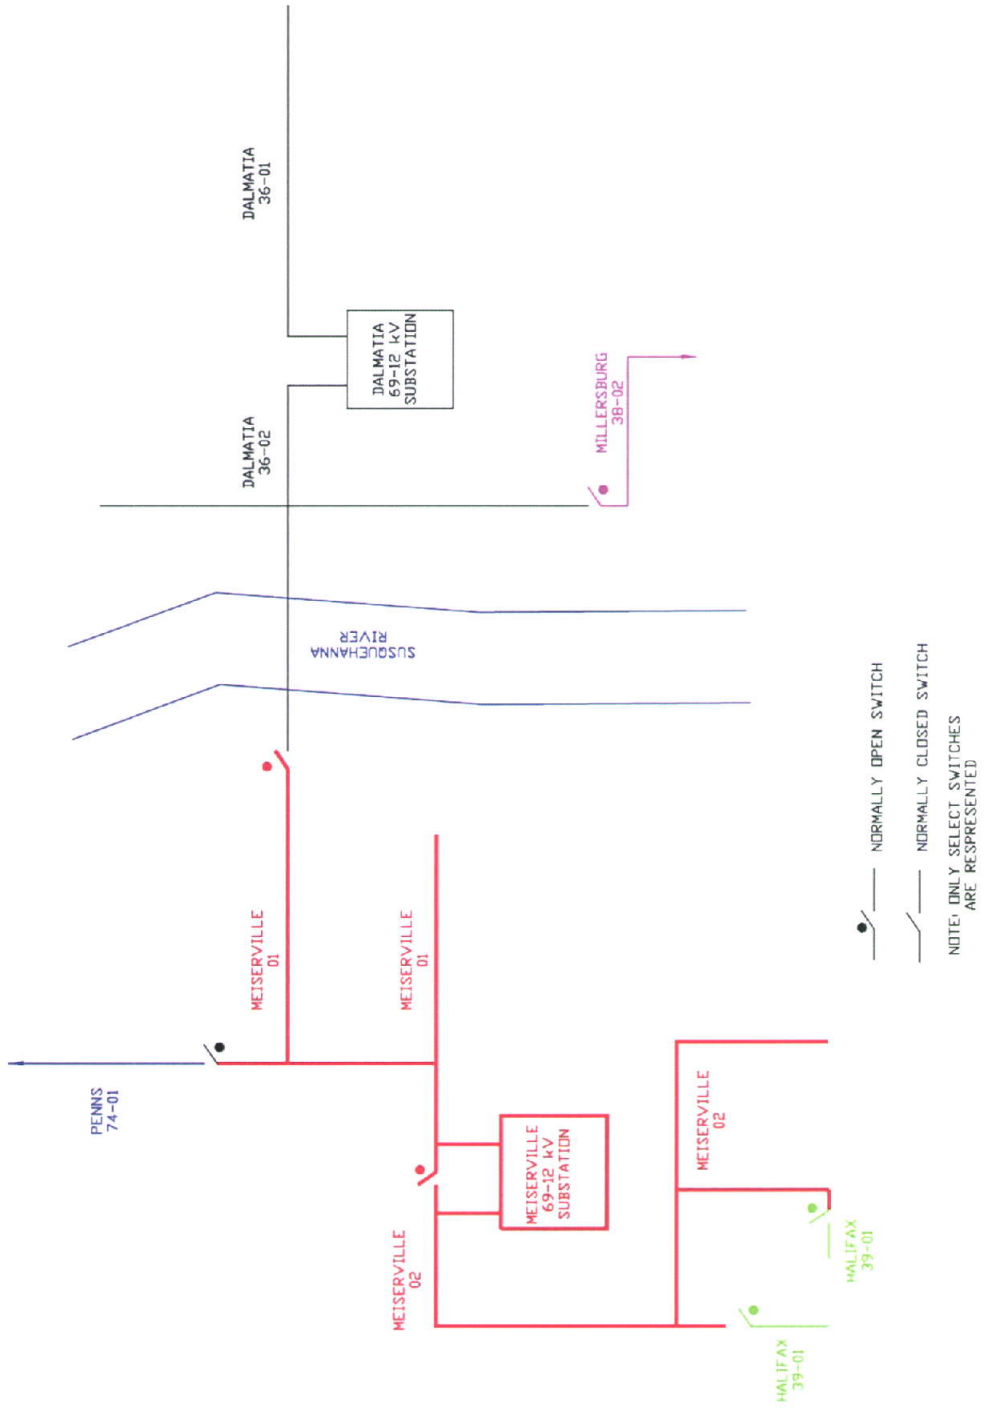 DALMATIA
36-01
DALMATIA
69-12 kV
SUBSTATION
DALMATIA
36-02
MILLERSBURG
38-02
SUSQUEHANNA
RIVER
MEISERVILLE
01
MEISERVILLE
01
PENNS
74-01
MEISERVILLE
69-12 kV
SUBSTATION
MEISERVILLE
02
MEISERVILLE
02
HALIFAX
39-01
HALIFAX
39-01
NORMALLY OPEN SWITCH
NORMALLY CLOSED SWITCH
NOTE: ONLY SELECT SWITCHES
ARE RESPRESENTED